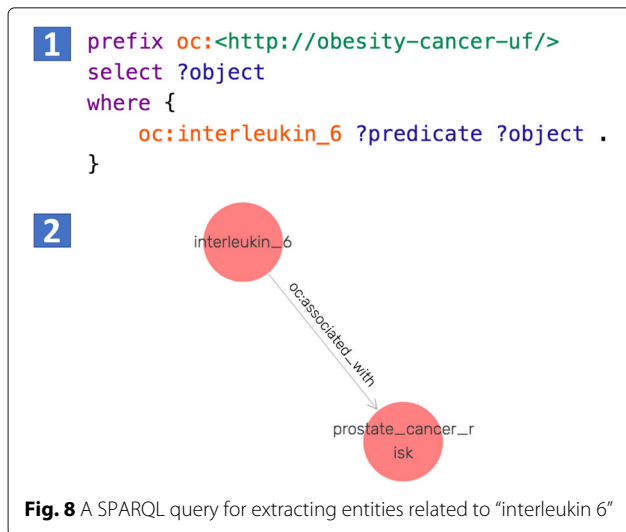 1
prefix oc:<http://obesity-cancer-uf/>
select ?object
where {
    oc:interleukin_6 ?predicate ?object .
}
2
interleukin_6
oc:associated_with
prostate_cancer_r
isk
Fig. 8 A SPARQL query for extracting entities related to “interleukin 6”